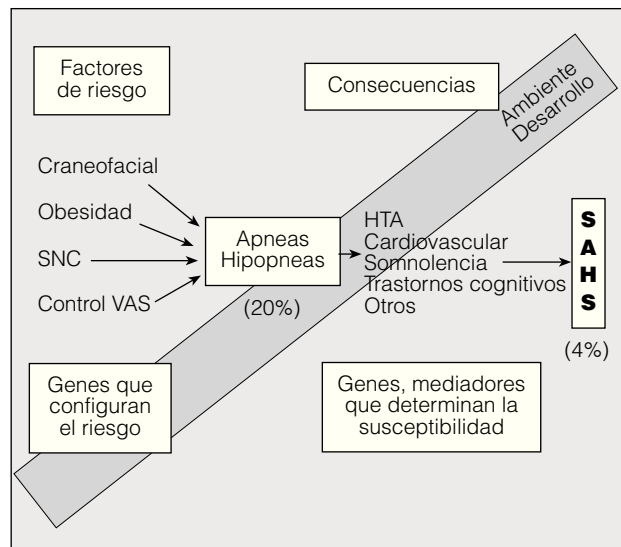 Factores
de riesgo
Consecuencias
Ambiente
Desarrollo
Craneofacial
Obesidad
SNC
Control VAS
Apneas
Hipopneas
(20%)
HTA
Cardiovascular
Somnolencia
Trastornos cognitivos
Otros
SAHS
(4%)
Genes que
configuran
el riesgo
Genes, mediadores
que determinan la
susceptibilidad